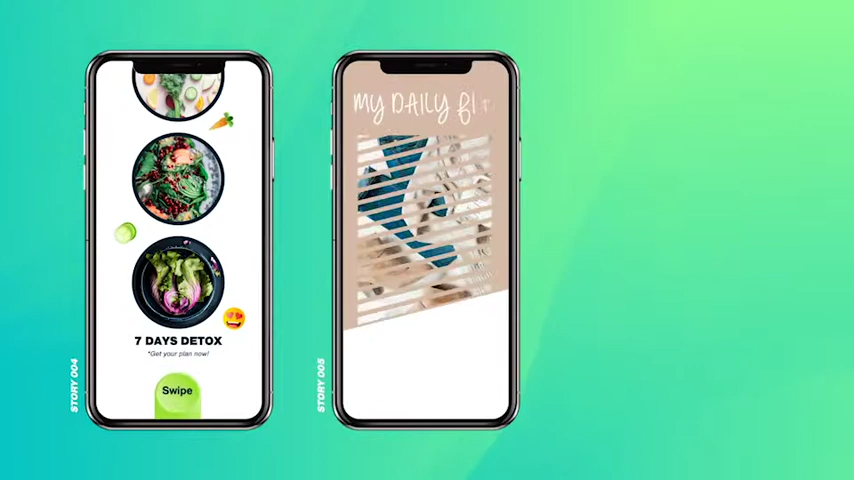 7 DAYS DETOX
*Get your plan now!
Swipe
STORY 004
MY DAILY
STORY 005